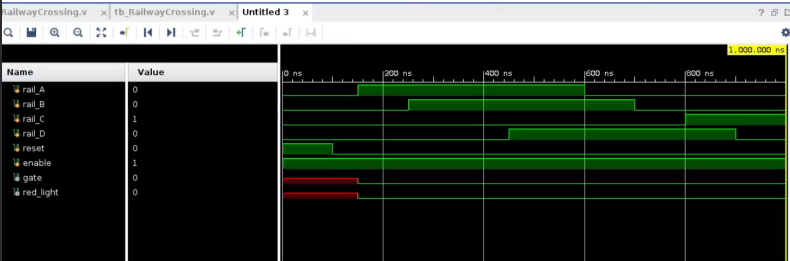 RailwayCrossing.v × tb_RailwayCrossing.v × Untitled 3 × ?
1,000.000 ns
Name Value
0 ns 200 ns 400 ns 600 ns 800 ns
rail_A 0
rail_B 0
rail_C 1
rail_D 0
reset 0
enable 1
gate 0
red_light 0